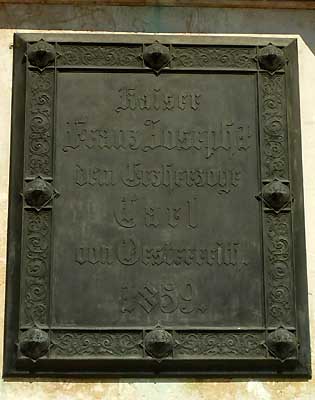 Kaiser
Franz Joseph I.
dem Erzherzoge
Carl
von Oesterreich.
1859.